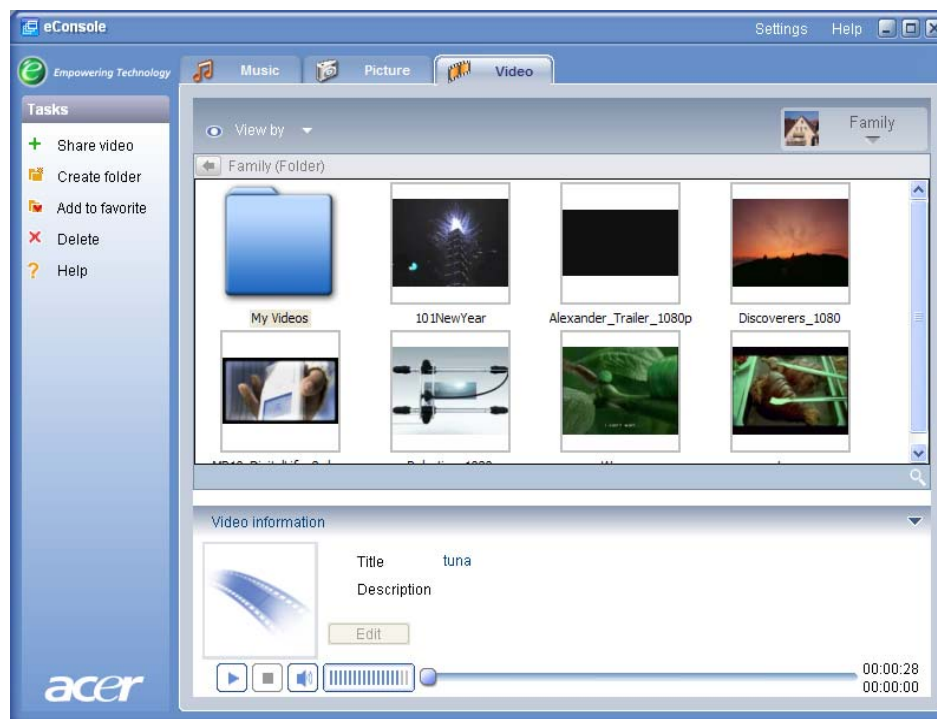 eConsole
Settings Help
Empowering Technology
Music Picture Video
Tasks
Share video
Create folder
Add to favorite
Delete
Help
View by
Family
Family (Folder)
My Videos 101NewYear Alexander_Trailer_1080p Discoverers_1080
Video information
Title tuna
Description
Edit
00:00:28
00:00:00
acer